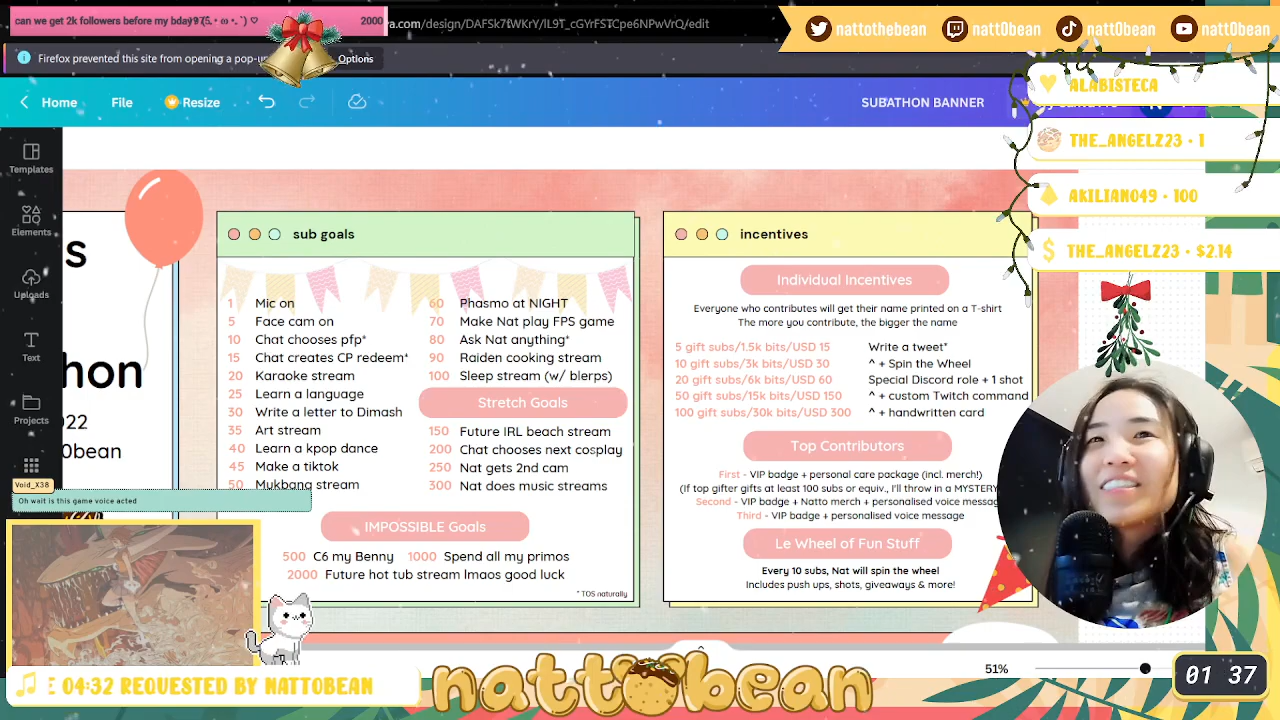 can we get 2k followers before my bday?
2000
va.com/design/DAFSk7tWKrY/IL9T_cGYrFSTCpe6NPwVrQ/edit
nattothebean
natt0bean
natt0bean
natt0bean
Firefox prevented this site from opening a pop-up
Options
Home
File
Resize
SUBATHON BANNER
ALABISTECA
THE_ANGELZ23 • 1
AKILIANO49 • 100
THE_ANGELZ23 • $2.14
Templates
Elements
Uploads
Text
Projects
s
hon
022
0bean
sub goals
1 Mic on
5 Face cam on
10 Chat chooses pfp*
15 Chat creates CP redeem*
20 Karaoke stream
25 Learn a language
30 Write a letter to Dimash
35 Art stream
40 Learn a kpop dance
45 Make a tiktok
50 Mukbang stream
60 Phasmo at NIGHT
70 Make Nat play FPS game
80 Ask Nat anything*
90 Raiden cooking stream
100 Sleep stream (w/ blerps)
Stretch Goals
150 Future IRL beach stream
200 Chat chooses next cosplay
250 Nat gets 2nd cam
300 Nat does music streams
IMPOSSIBLE Goals
500 C6 my Benny 1000 Spend all my primos
2000 Future hot tub stream lmaos good luck
* TOS naturally
incentives
Individual Incentives
Everyone who contributes will get their name printed on a T-shirt
The more you contribute, the bigger the name
5 gift subs/1.5k bits/USD 15 Write a tweet*
10 gift subs/3k bits/USD 30 ^ + Spin the Wheel
20 gift subs/6k bits/USD 60 Special Discord role + 1 shot
50 gift subs/15k bits/USD 150 ^ + custom Twitch command
100 gift subs/30k bits/USD 300 ^ + handwritten card
Top Contributors
First - VIP badge + personal care package (incl. merch!)
(If top gifter gifts at least 100 subs or equiv., I'll throw in a MYSTERY
Second - VIP badge + Natto merch + personalised voice messag
Third - VIP badge + personalised voice message
Le Wheel of Fun Stuff
Every 10 subs, Nat will spin the wheel
Includes push ups, shots, giveaways & more!
Void_X38
Oh wait is this game voice acted
E 04:32 REQUESTED BY NATTOBEAN
nattobean
51%
01 37